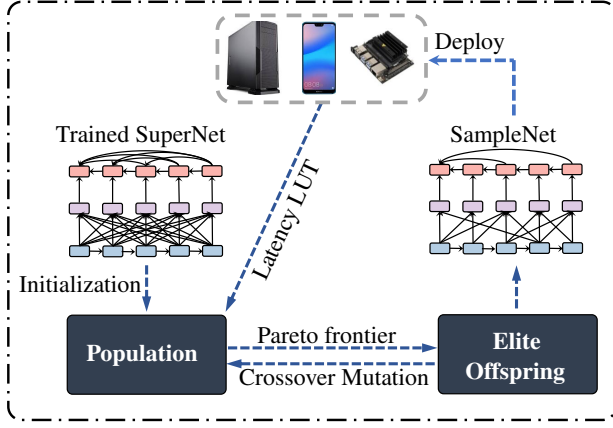 Deploy
Trained SuperNet
SampleNet
Latency LUT
Initialization
Population
Pareto frontier
Crossover Mutation
Elite
Offspring